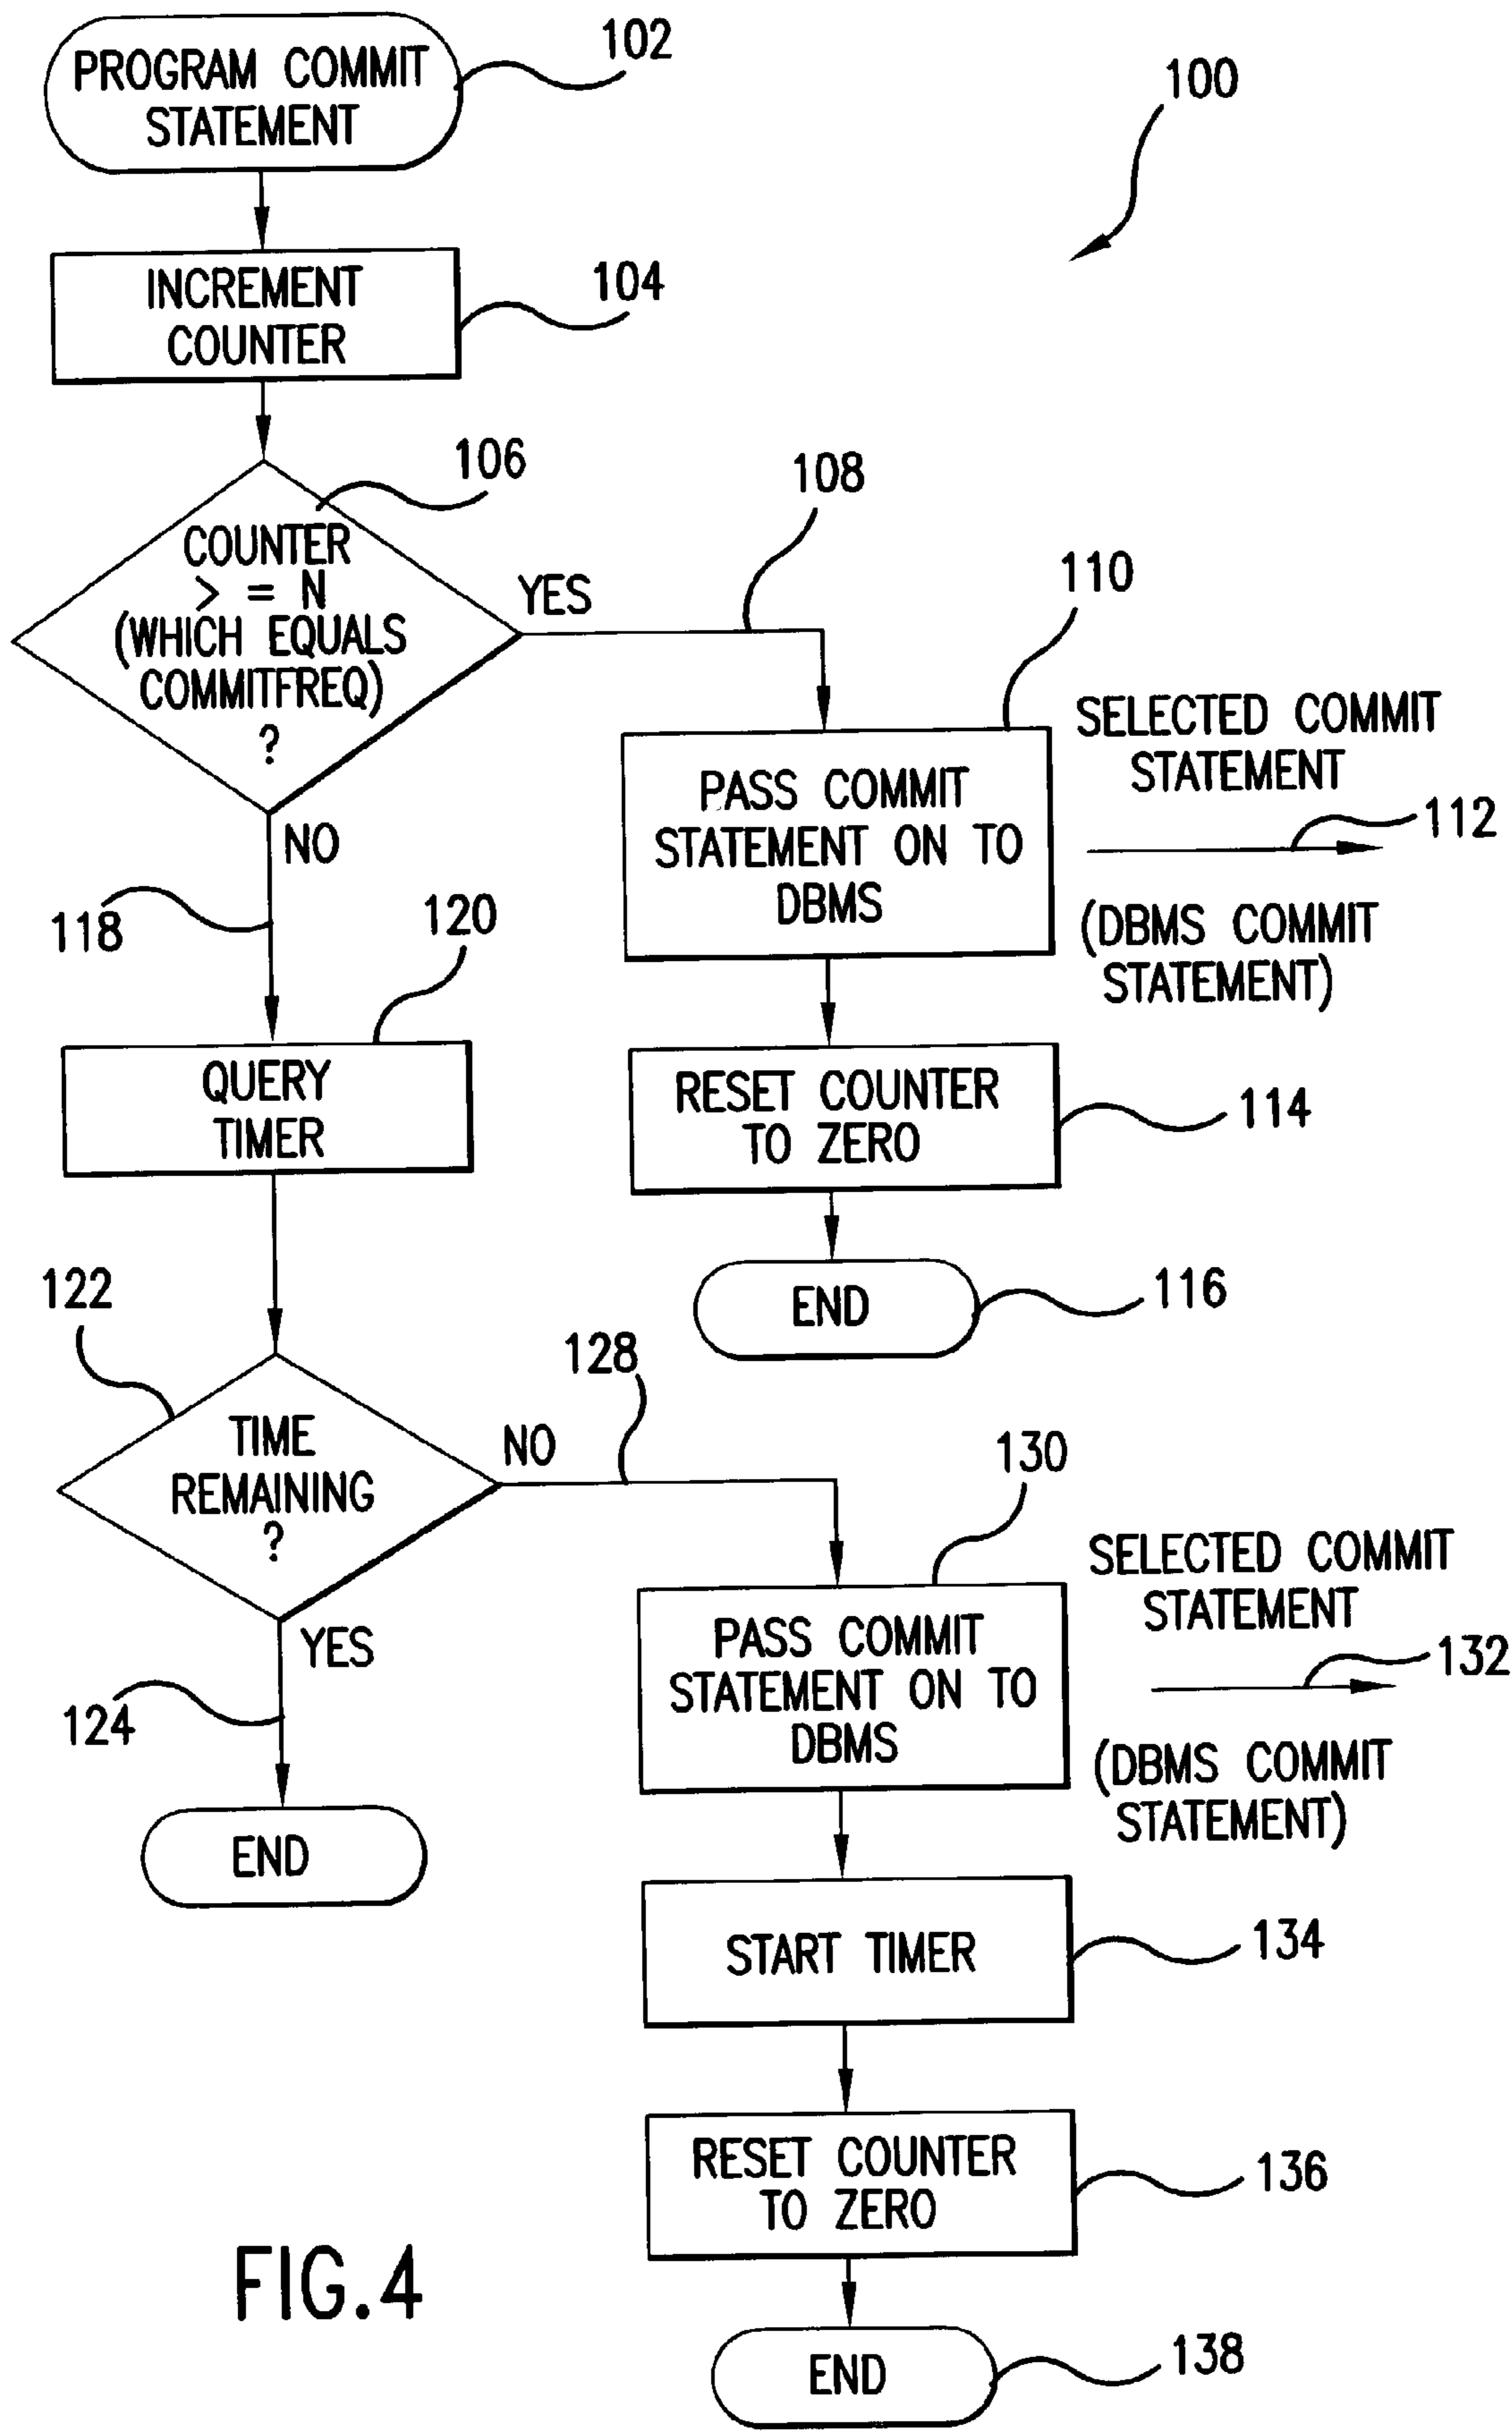 PROGRAM COMMIT
STATEMENT
102
100
INCREMENT
COUNTER
104
106
COUNTER
> = N
(WHICH EQUALS
COMMITFREQ)
?
YES
108
110
NO
118
PASS COMMIT
STATEMENT ON TO
DBMS
SELECTED COMMIT
STATEMENT
112
(DBMS COMMIT
STATEMENT)
120
QUERY
TIMER
RESET COUNTER
TO ZERO
114
END
116
122
TIME
REMAINING
?
NO
128
130
YES
124
END
PASS COMMIT
STATEMENT ON TO
DBMS
SELECTED COMMIT
STATEMENT
132
(DBMS COMMIT
STATEMENT)
START TIMER
134
RESET COUNTER
TO ZERO
136
END
138
FIG.4